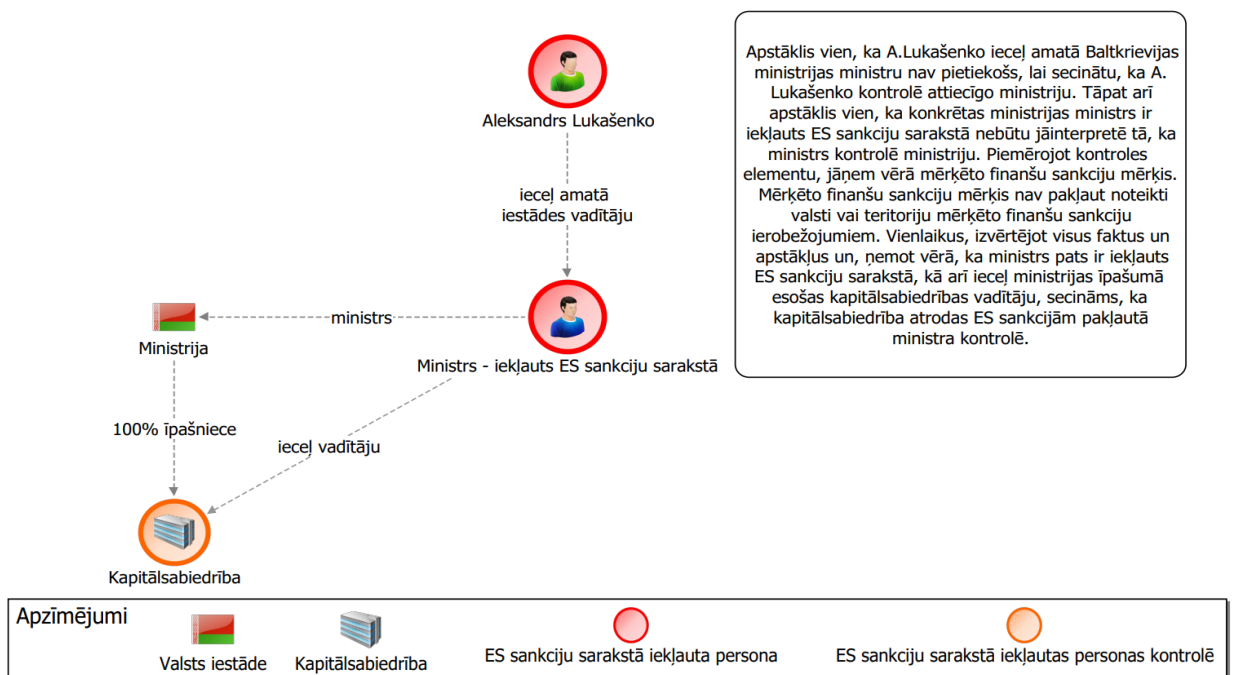 Aleksandrs Lukašenko
ieceļ amatā
iestādes vadītāju
Apstāklis vien, ka A.Lukašenko ieceļ amatā Baltkrievijas
ministrijas ministru nav pietiekošs, lai secinātu, ka A.
Lukašenko kontrolē attiecīgo ministriju. Tāpat arī
apstāklis vien, ka konkrētas ministrijas ministrs ir
iekļauts ES sankciju sarakstā nebūtu jāinterpretē tā, ka
ministrs kontrolē ministriju. Piemērojot kontroles
elementu, jāņem vērā mērķēto finanšu sankciju mērķis.
Mērķēto finanšu sankciju mērķis nav pakļaut noteikti
valsti vai teritoriju mērķēto finanšu sankciju
ierobežojumiem. Vienlaikus, izvērtējot visus faktus un
apstākļus un, ņemot vērā, ka ministrs pats ir iekļauts
ES sankciju sarakstā, kā arī ieceļ ministrijas īpašumā
esošas kapitālsabiedrības vadītāju, secināms, ka
kapitālsabiedrība atrodas ES sankcijām pakļautā
ministra kontrolē.
ministrs
Ministrija
Ministrs - iekļauts ES sankciju sarakstā
100% īpašniece
ieceļ vadītāju
Kapitālsabiedrība
Apzīmējumi
Valsts iestāde
Kapitālsabiedrība
ES sankciju sarakstā iekļauta persona
ES sankciju sarakstā iekļautas personas kontrolē